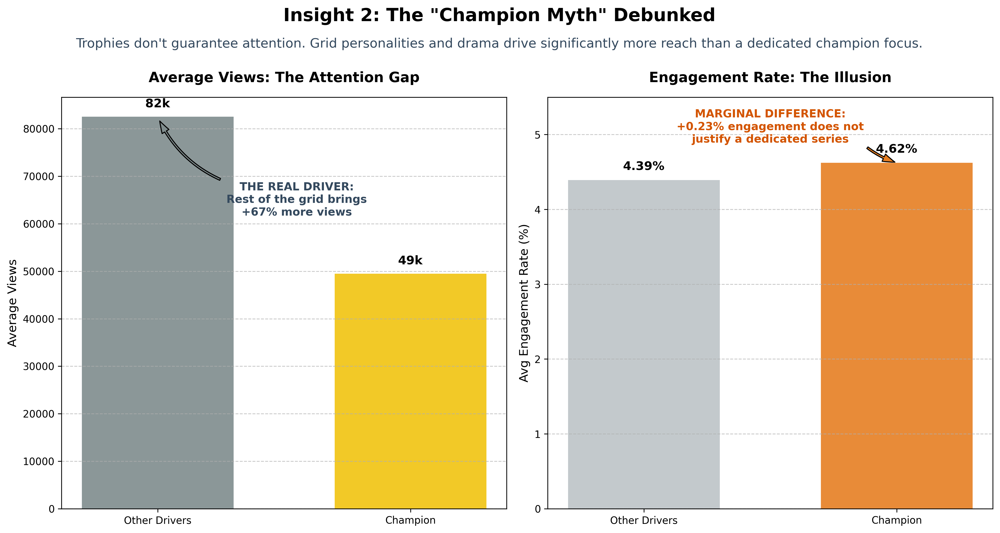 Insight 2: The "Champion Myth" Debunked
Trophies don't guarantee attention. Grid personalities and drama drive significantly more reach than a dedicated champion focus.
Average Views: The Attention Gap
82k
80000
70000
60000
50000
40000
30000
20000
10000
0
Average Views
THE REAL DRIVER:
Rest of the grid brings
+67% more views
49k
Other Drivers
Champion
Engagement Rate: The Illusion
MARGINAL DIFFERENCE:
+0.23% engagement does not
justify a dedicated series
4.39%
4.62%
5
4
3
2
1
0
Avg Engagement Rate (%)
Other Drivers
Champion